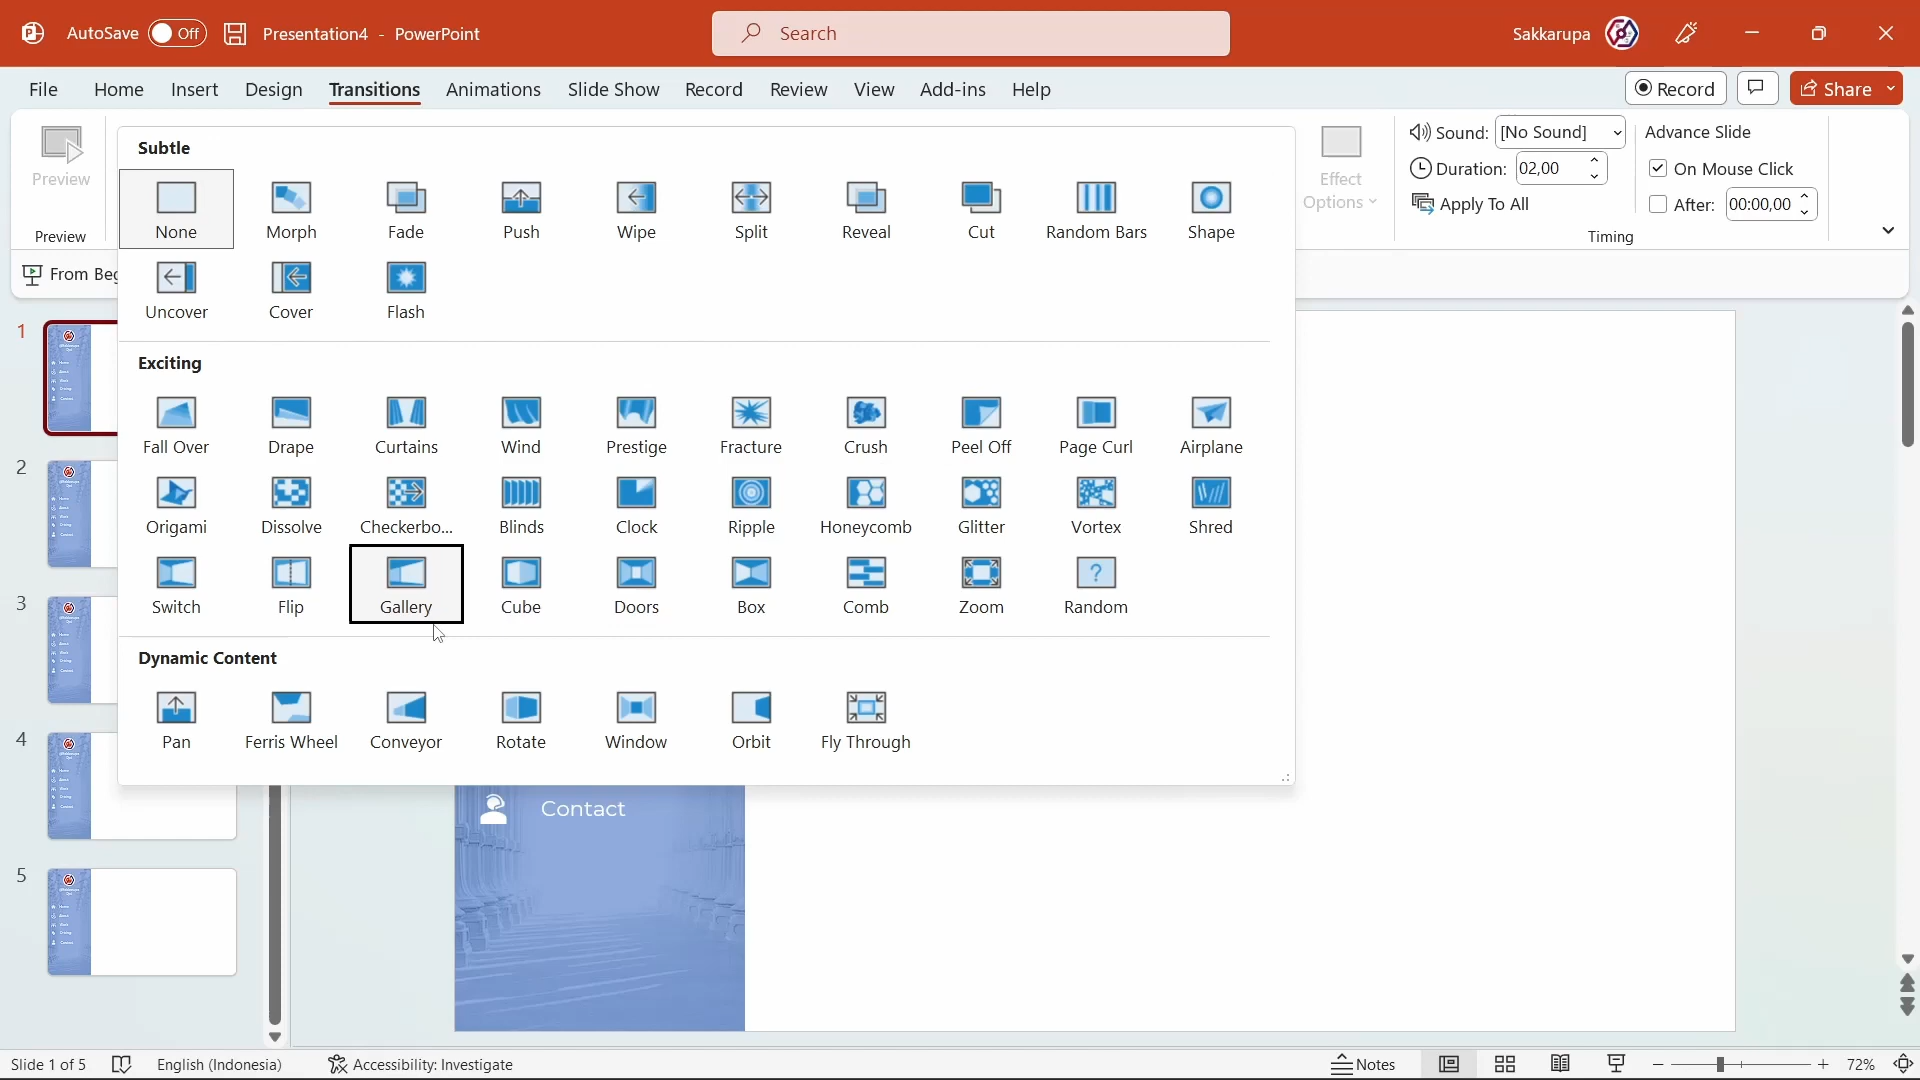 AutoSave Off Presentation4 - PowerPoint Search Sakkarupa
File Home Insert Design Transitions Animations Slide Show Record Review View Add-ins Help Record Share
Preview
Preview
Subtle
None Morph Fade Push Wipe Split Reveal Cut Random Bars Shape
Uncover Cover Flash
Exciting
Fall Over Drape Curtains Wind Prestige Fracture Crush Peel Off Page Curl Airplane
Origami Dissolve Checkerbo... Blinds Clock Ripple Honeycomb Glitter Vortex Shred
Switch Flip Gallery Cube Doors Box Comb Zoom Random
Dynamic Content
Pan Ferris Wheel Conveyor Rotate Window Orbit Fly Through
Effect
Options
Sound: [No Sound]
Duration: 02,00
Apply To All
Advance Slide
On Mouse Click
After: 00:00,00
Timing
From Beg
1
2
3
4
5
Contact
Slide 1 of 5 English (Indonesia) Accessibility: Investigate Notes 72%